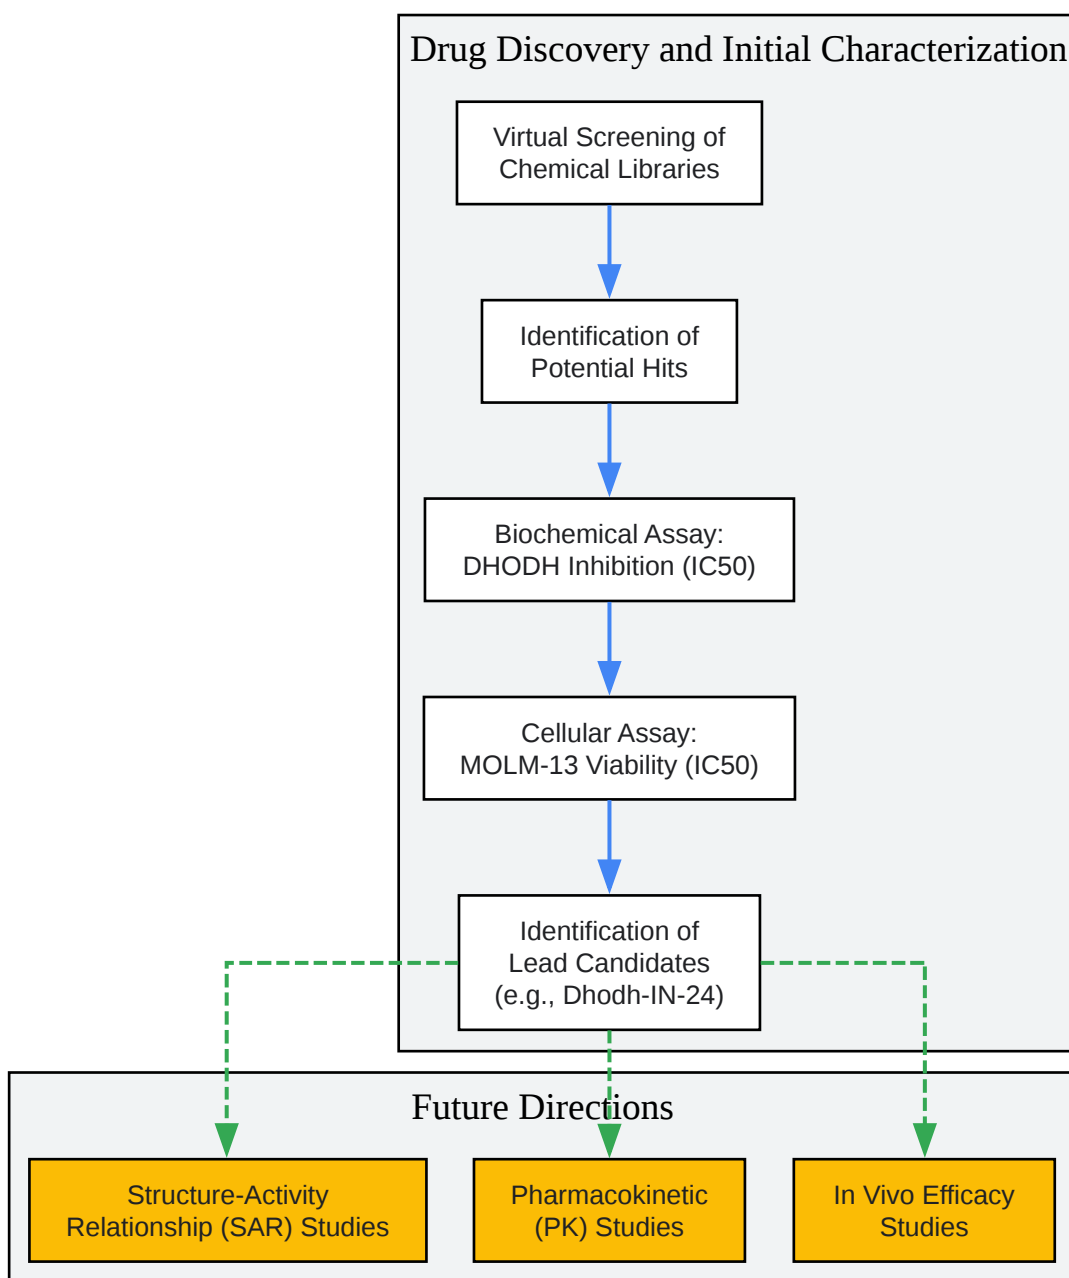 Drug Discovery and Initial Characterization
Virtual Screening of
Chemical Libraries
Identification of
Potential Hits
Biochemical Assay:
DHODH Inhibition (IC50)
Cellular Assay:
MOLM-13 Viability (IC50)
Identification of
Lead Candidates
(e.g., Dhodh-IN-24)
Future Directions
Structure-Activity
Relationship (SAR) Studies
Pharmacokinetic
(PK) Studies
In Vivo Efficacy
Studies